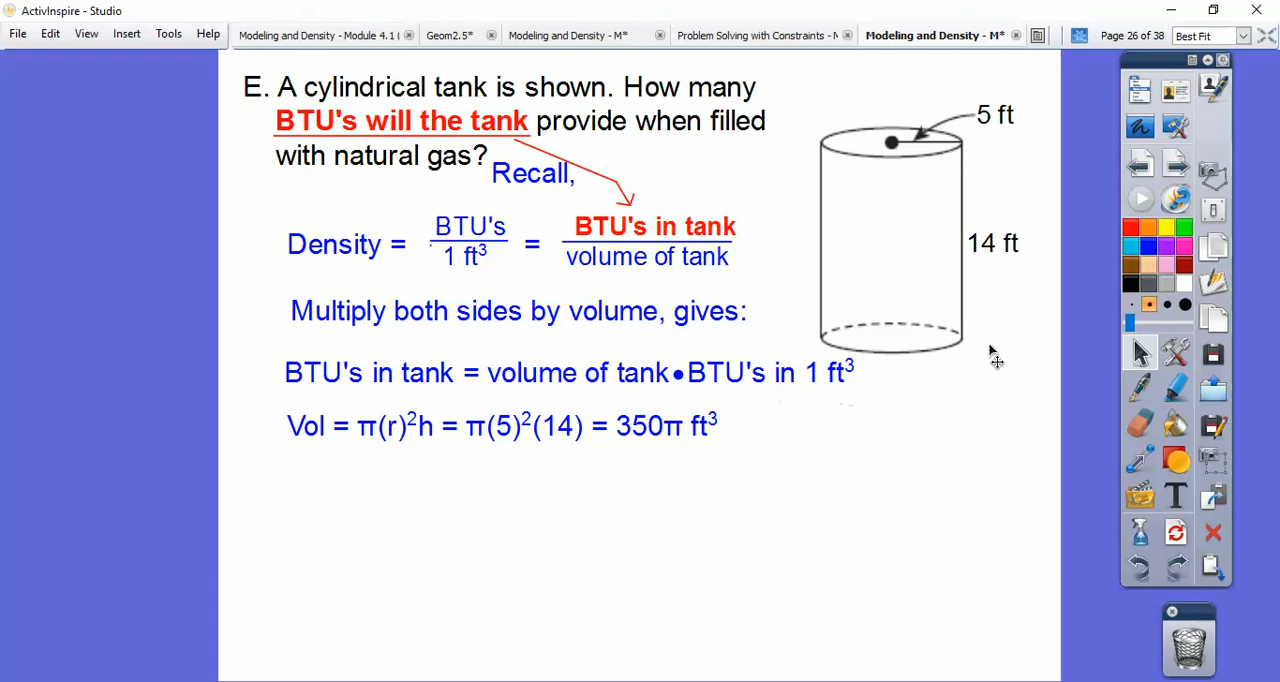 ActivInspire - Studio
File Edit View Insert Tools Help
Modeling and Density - Module 4.1 (
Geom2.5*
Modeling and Density - M*
Problem Solving with Constraints - N
Modeling and Density - M*
Page 26 of 38
Best Fit
E. A cylindrical tank is shown. How many
BTU's will the tank provide when filled
with natural gas?
Recall,
5 ft
Density = BTU's / 1 ft³ = BTU's in tank / volume of tank
14 ft
Multiply both sides by volume, gives:
BTU's in tank = volume of tank•BTU's in 1 ft³
Vol = π(r)²h = π(5)²(14) = 350π ft³